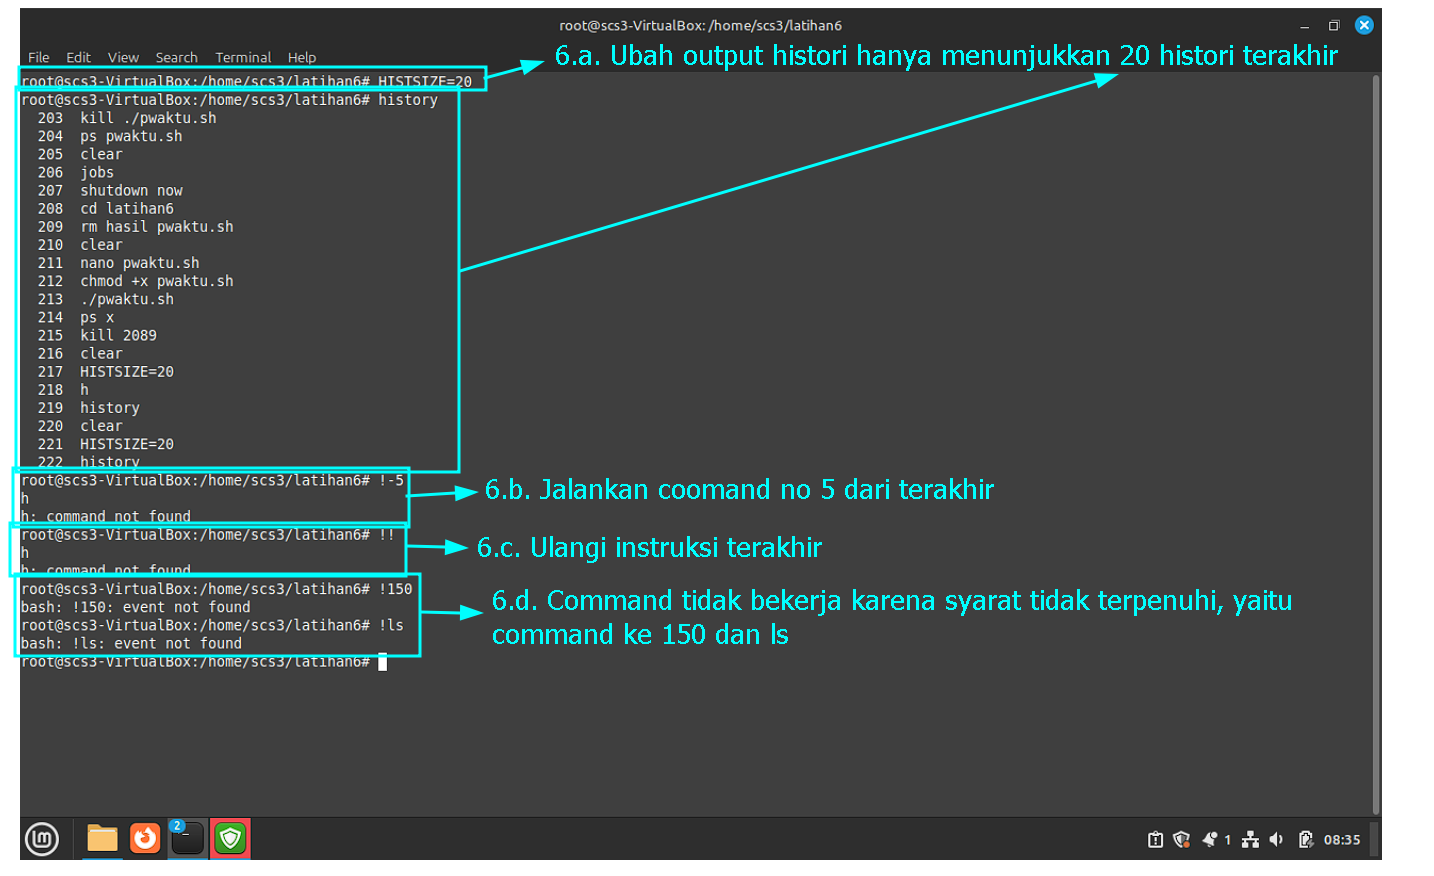 root@scs3-VirtualBox: /home/scs3/latihan6
File Edit View Search Terminal Help
6.a. Ubah output histori hanya menunjukkan 20 histori terakhir
root@scs3-VirtualBox:/home/scs3/latihan6# HISTSIZE=20
root@scs3-VirtualBox:/home/scs3/latihan6# history
203 kill ./pwaktu.sh
204 ps pwaktu.sh
205 clear
206 jobs
207 shutdown now
208 cd latihan6
209 rm hasil pwaktu.sh
210 clear
211 nano pwaktu.sh
212 chmod +x pwaktu.sh
213 ./pwaktu.sh
214 ps x
215 kill 2089
216 clear
217 HISTSIZE=20
218 h
219 history
220 clear
221 HISTSIZE=20
222 history
root@scs3-VirtualBox:/home/scs3/latihan6# !-5
h
h: command not found
6.b. Jalankan coomand no 5 dari terakhir
root@scs3-VirtualBox:/home/scs3/latihan6# !!
h
h: command not found
6.c. Ulangi instruksi terakhir
root@scs3-VirtualBox:/home/scs3/latihan6# !150
bash: !150: event not found
root@scs3-VirtualBox:/home/scs3/latihan6# !ls
bash: !ls: event not found
6.d. Command tidak bekerja karena syarat tidak terpenuhi, yaitu
command ke 150 dan ls
root@scs3-VirtualBox:/home/scs3/latihan6#
lm
2
1
08:35